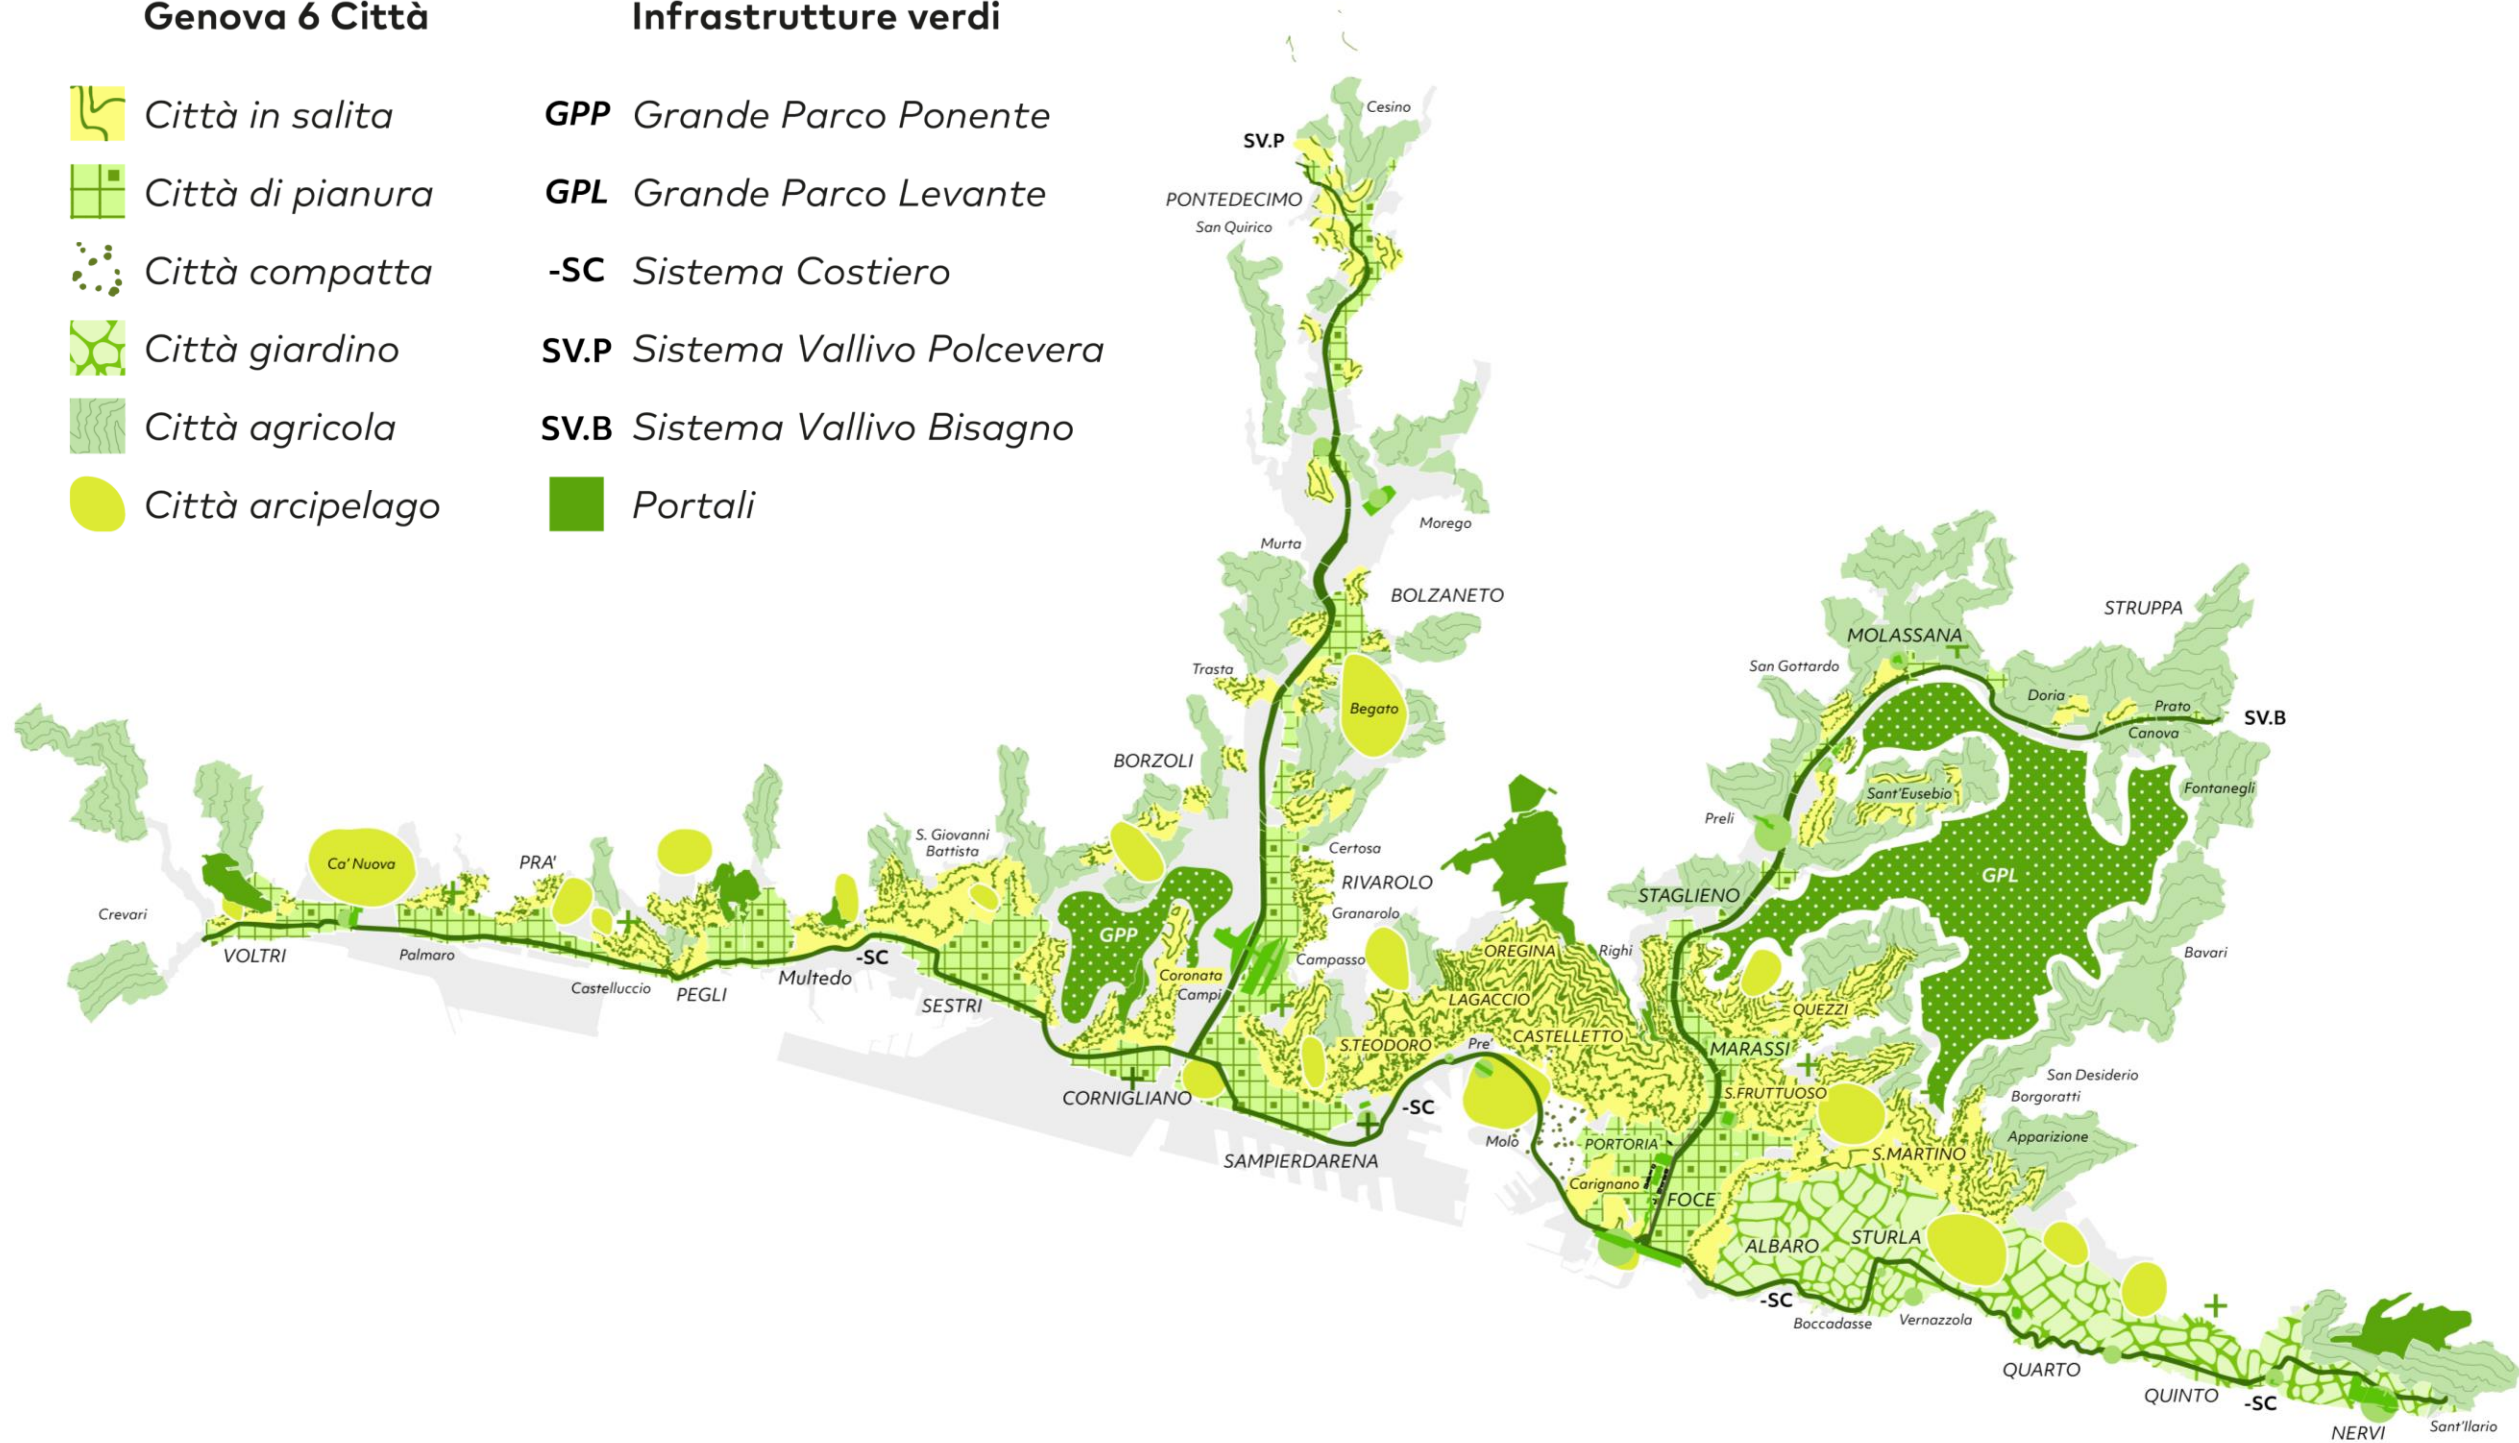 Genova 6 Città
Infrastrutture verdi
Città in salita
GPP Grande Parco Ponente
Città di pianura
GPL Grande Parco Levante
Città compatta
-SC Sistema Costiero
Città giardino
SV.P Sistema Vallivo Polcevera
Città agricola
SV.B Sistema Vallivo Bisagno
Città arcipelago
Portali
Cesino
SV.P
PONTEDECIMO
San Quirico
Morego
Murta
BOLZANETO
STRUPPA
MOLASSANA
San Gottardo
Trasta
Doria
Prato
SV.B
Begato
Canova
BORZOLI
Fontanegli
Sant'Eusebio
Preli
S. Giovanni
Battista
Certosa
Ca' Nuova
PRA'
RIVAROLO
GPL
STAGLIENO
Crevari
Granarolo
GPP
OREGINA
Righi
Bavari
VOLTRI
Palmaro
-SC
Campasso
Multedo
Coronata
Castelluccio
PEGLI
Campi
SESTRI
LAGACCIO
QUEZZI
CASTELLETTO
S.TEODORO
Pre'
MARASSI
San Desiderio
CORNIGLIANO
-SC
S.FRUTTUOSO
Borgoratti
Molo
PORTORIA
Apparizione
SAMPIERDARENA
S.MARTINO
Carignano
FOCE
ALBARO
STURLA
-SC
Boccadasse
Vernazzola
QUARTO
QUINTO
-SC
NERVI
Sant'Ilario